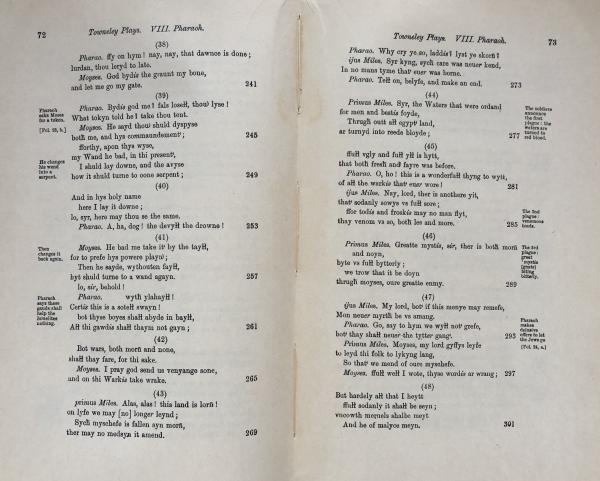 72
Towneley Plays. VIII. Pharaoh.
(38)
Pharao. ffy on hym! nay, nay, that dawnce is done;
lurdan, thou leryd to late.
Moyses. God bydis the graunt my bone,
and let me go my gate. 241
(39)
Pharao. Bydis god me? fals losell, thou lyse!
What tokyn told he? take thou tent.
Moyses. He sayd thou shuld dyspyse
both me, and hys commaundement;
245
fforthy, apon thys wyse,
my Wand he bad, in thi present,
I shuld lay downe, and the avyse
how it shuld turne to oone serpent; 249
(40)
And in hys holy name
here I lay it downe;
lo, syr, here may thou se the same.
Pharao. A, ha, dog! the devyll the drowne! 253
(41)
Moyses. He bad me take it by the tayll,
for to prefe hys powere playn;
Then he sayde, wythouten fayll,
hyt shuld turne to a wand agayn. 257
lo, sir, behold!
Pharao. wyth ylahayll!
Certis this is a sotell swayn!
bot thyse boyes shall abyde in bayll,
All thi gawdis shall thaym not gayn; 261
(42)
Bot wars, both morn and none,
shall thay fare, for thi sake.
Moyses. I pray god send us venyange sone,
and on thi Warkis take wrake. 265
(43)
primus Miles. Alas, alas! this land is lorn!
on lyfe we may [no] longer leynd;
Sych myschefe is fallen syn morn,
ther may no medsyn it amend. 269
Pharaoh
asks Moses
for a token.
He changes
his wand
into a
serpent.
Then
changes it
back again.
Pharaoh
says these
gauds shall
help the
Israelites
nothing.
Towneley Plays. VIII. Pharaoh.
73
Pharao. Why cry ye so, laddis? lyst ye skorn?
ijus Miles. Syr kyng, sych care was neuer kend,
In no mans tyme that euer was borne.
Pharao. Tell on, belyfe, and make an end. 273
(44)
Primus Miles. Syr, the Waters that were ordand
for men and bestis foyde,
Thrugh outt all egypt land,
ar turnyd into reede bloyde; 277
(45)
ffull vgly and full yll is hytt,
that both fresh and fayre was before.
Pharao. O, ho! this is a wonderfull thyng to wytt,
of all the warkis that euer wore! 281
ijus Miles. Nay, lord, ther is anothere yit,
that sodanly sowys vs full sore;
ffor todis and froskis may no man flyt,
thay venom vs so, both les and more. 285
(46)
Primus Miles. Greatte mystis, sir, ther is both morn
and noyn,
byte vs full bytterly;
we trow that it be doyn
thrugh moyses, oure greatte enmy. 289
(47)
ijus Miles. My lord, bot if this menye may remefe,
Mon neuer myrth be vs amang.
Pharao. Go, say to hym we wyll not grefe,
bot thay shall neuer the tytter gang. 293
Primus Miles. Moyses, my lord gyffys leyfe
to leyd thi folk to lykyng lang,
So that we mend of oure myschefe.
Moyses. ffull well I wote, thyse wordis ar wrang; 297
(48)
But hardely all that I heytt
ffull sodanly it shall be seyn;
vncowth meruels shalbe meyt
And he of malyce meyn. 301
The soldiers
announce
the first
plague: the
waters are
turned to
red blood.
The 2nd
plague:
venomous
toads.
The 3rd
plague:
great
mystis
[gnats]
biting
bitterly.
Pharaoh
makes
delusive
offers to let
the Jews go